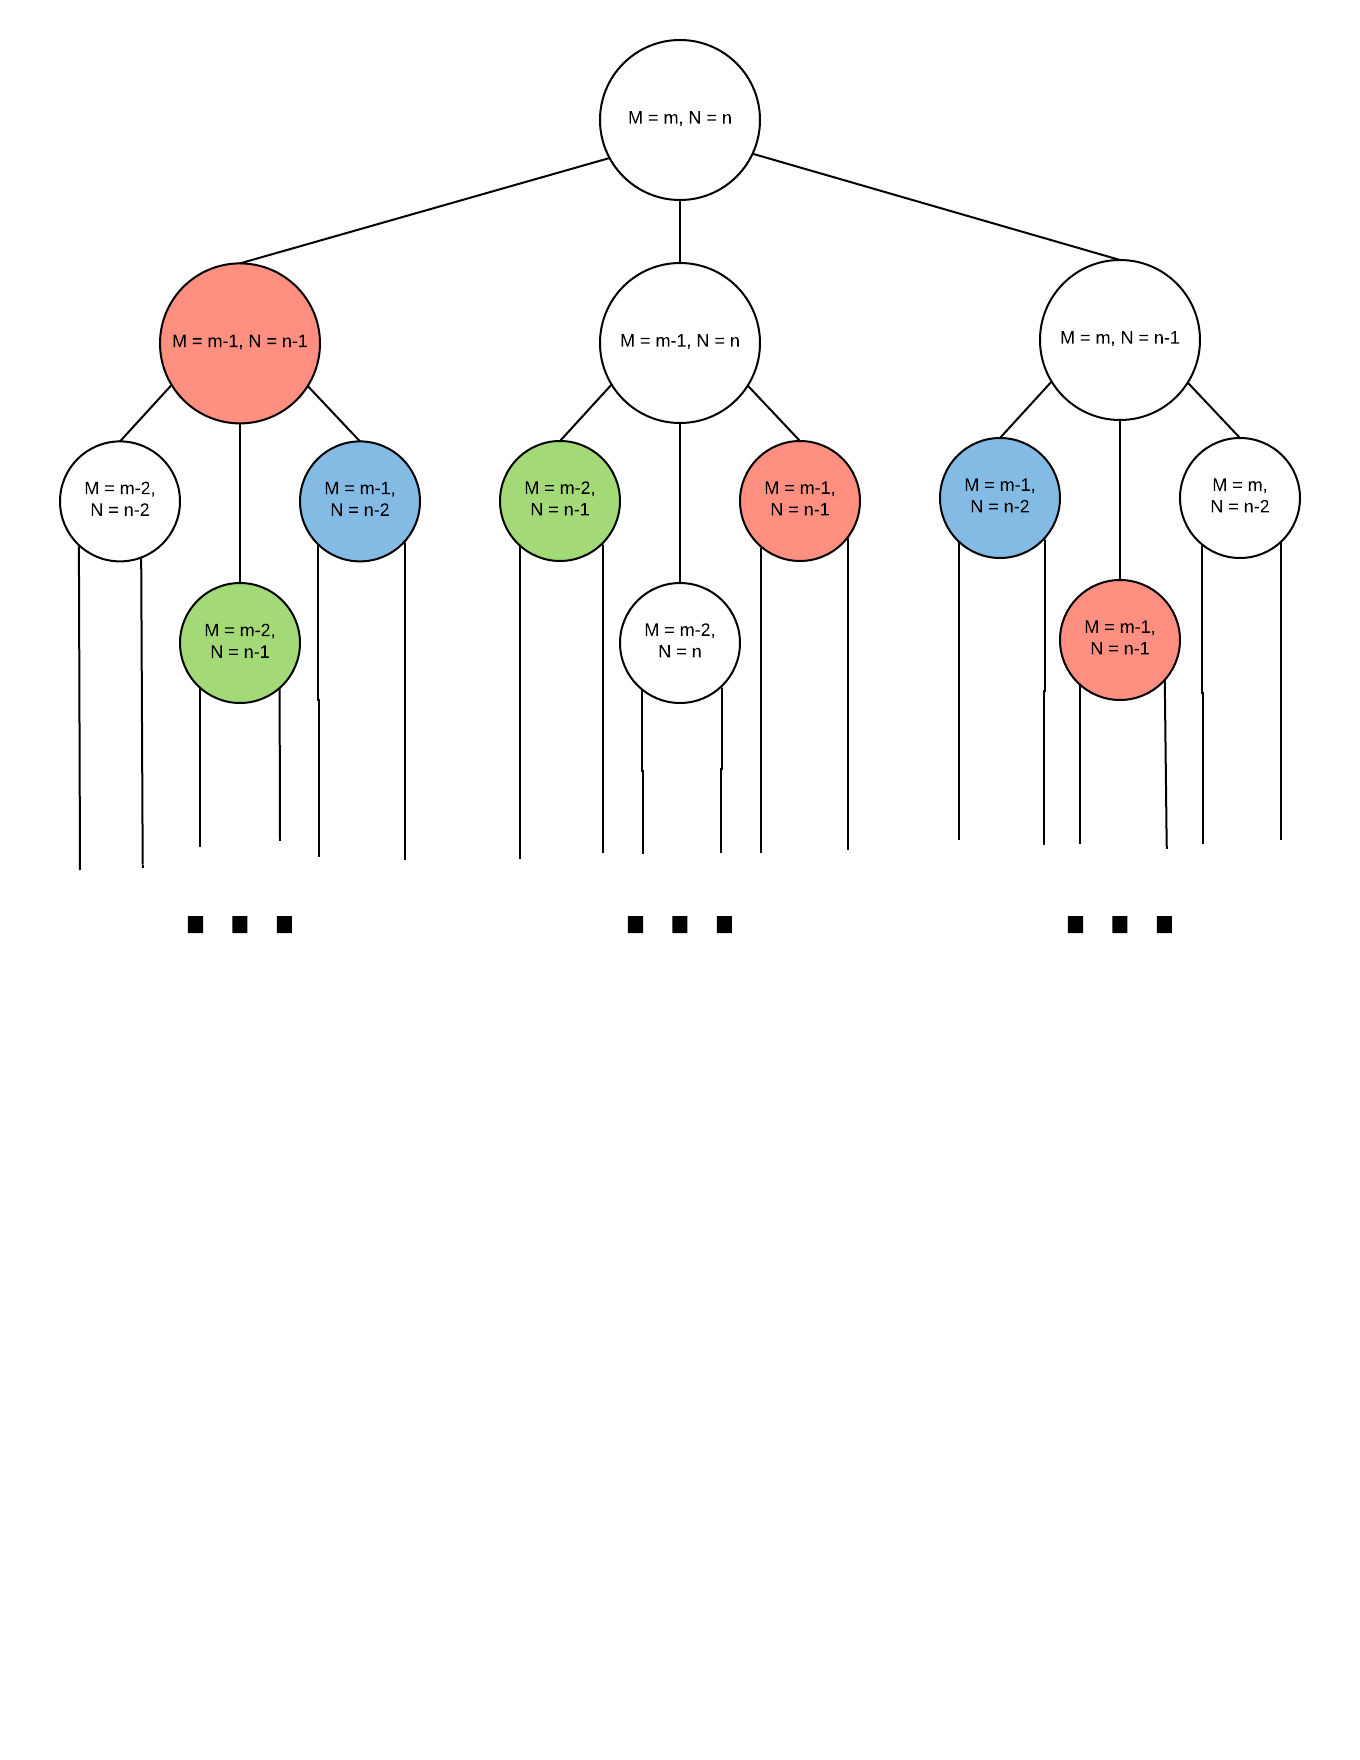 M = m, N = n
M = m-1, N = n-1
M = m-1, N = n
M = m, N = n-1
M = m-2,
N = n-2
M = m-2,
N = n-1
M = m-1,
N = n-2
M = m-2,
N = n-1
M = m-2,
N = n
M = m-1,
N = n-1
M = m-1,
N = n-2
M = m-1,
N = n-1
M = m,
N = n-2